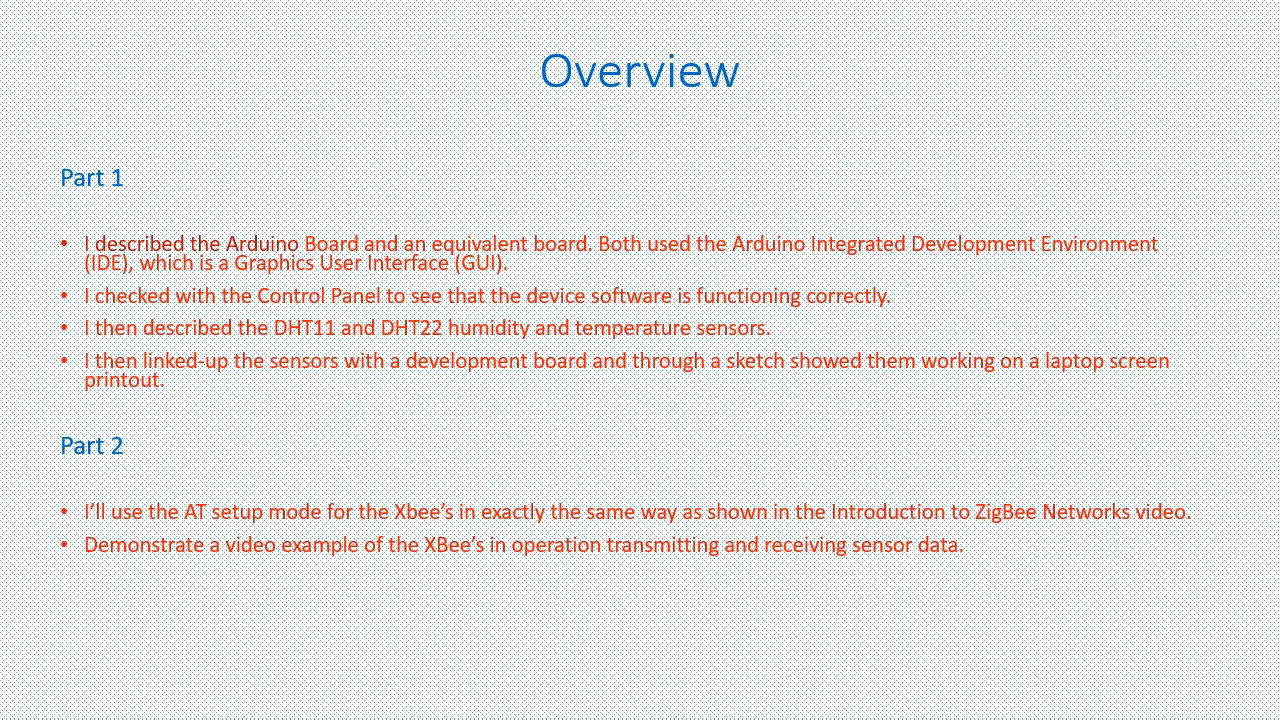 Overview
Part 1
• I described the Arduino Board and an equivalent board. Both used the Arduino Integrated Development Environment
(IDE), which is a Graphics User Interface (GUI).
• I checked with the Control Panel to see that the device software is functioning correctly.
• I then described the DHT11 and DHT22 humidity and temperature sensors.
• I then linked-up the sensors with a development board and through a sketch showed them working on a laptop screen
printout.
Part 2
• I’ll use the AT setup mode for the Xbee’s in exactly the same way as shown in the Introduction to ZigBee Networks video.
• Demonstrate a video example of the XBee’s in operation transmitting and receiving sensor data.